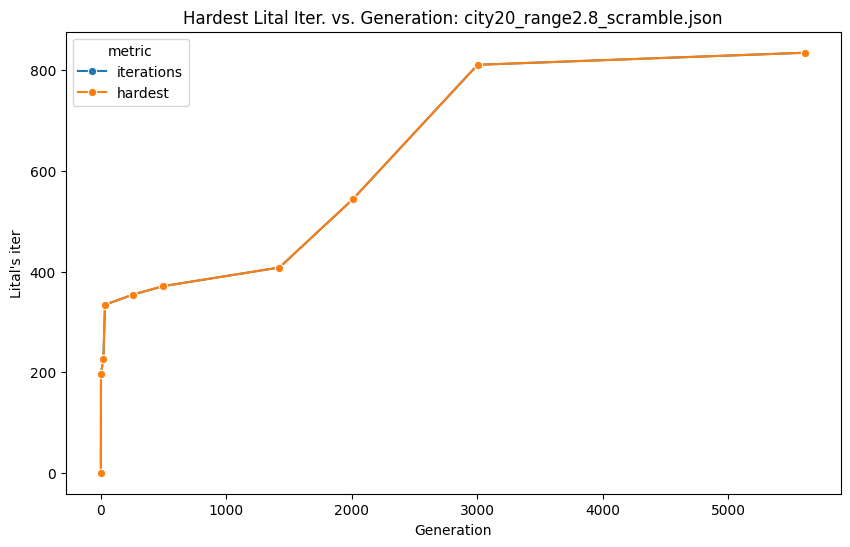 Hardest Lital Iter. vs. Generation: city20_range2.8_scramble.json
metric
iterations
hardest
800
600
400
200
0
Lital's iter
0 1000 2000 3000 4000 5000
Generation